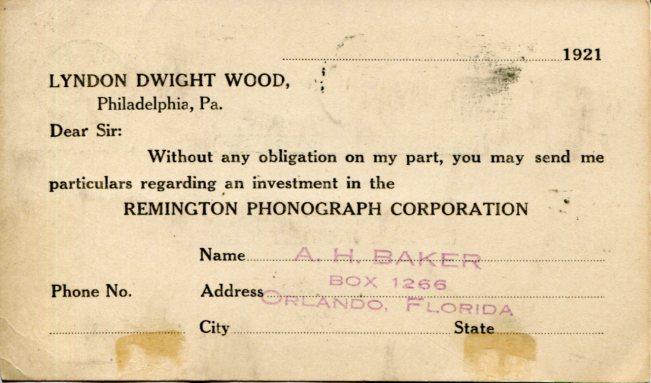 1921
LYNDON DWIGHT WOOD,
Philadelphia, Pa.
Dear Sir:
Without any obligation on my part, you may send me
particulars regarding an investment in the
REMINGTON PHONOGRAPH CORPORATION
Name A. H. BAKER
BOX 1266
Phone No. Address
ORLANDO, FLORIDA
City State